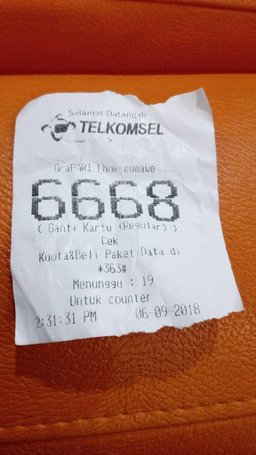 Selamat Datang di
TELKOMSEL
GraPARI Lhokseumawe
6668
( Ganti Kartu (Regular) )
Cek
Kuota&Beli Paket Data di
*363#
Menunggu : 19
Untuk counter
2:31:31 PM 06-09-2018